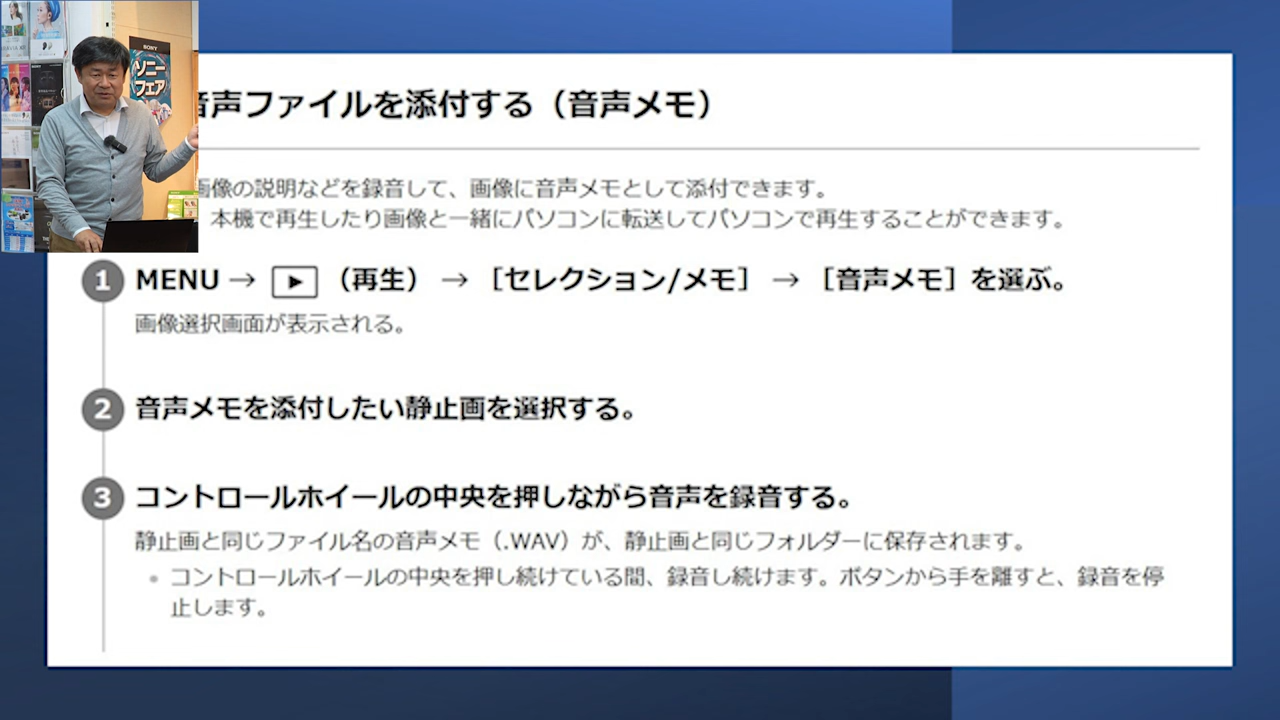 SONY
ソニー
フェア
音声ファイルを添付する（音声メモ）
画像の説明などを録音して、画像に音声メモとして添付できます。
本機で再生したり画像と一緒にパソコンに転送してパソコンで再生することができます。
1 MENU → ▶ （再生） → ［セレクション/メモ］ → ［音声メモ］を選ぶ。
画像選択画面が表示される。
2 音声メモを添付したい静止画を選択する。
3 コントロールホイールの中央を押しながら音声を録音する。
静止画と同じファイル名の音声メモ（.WAV）が、静止画と同じフォルダーに保存されます。
• コントロールホイールの中央を押し続けている間、録音し続けます。ボタンから手を離すと、録音を停
止します。